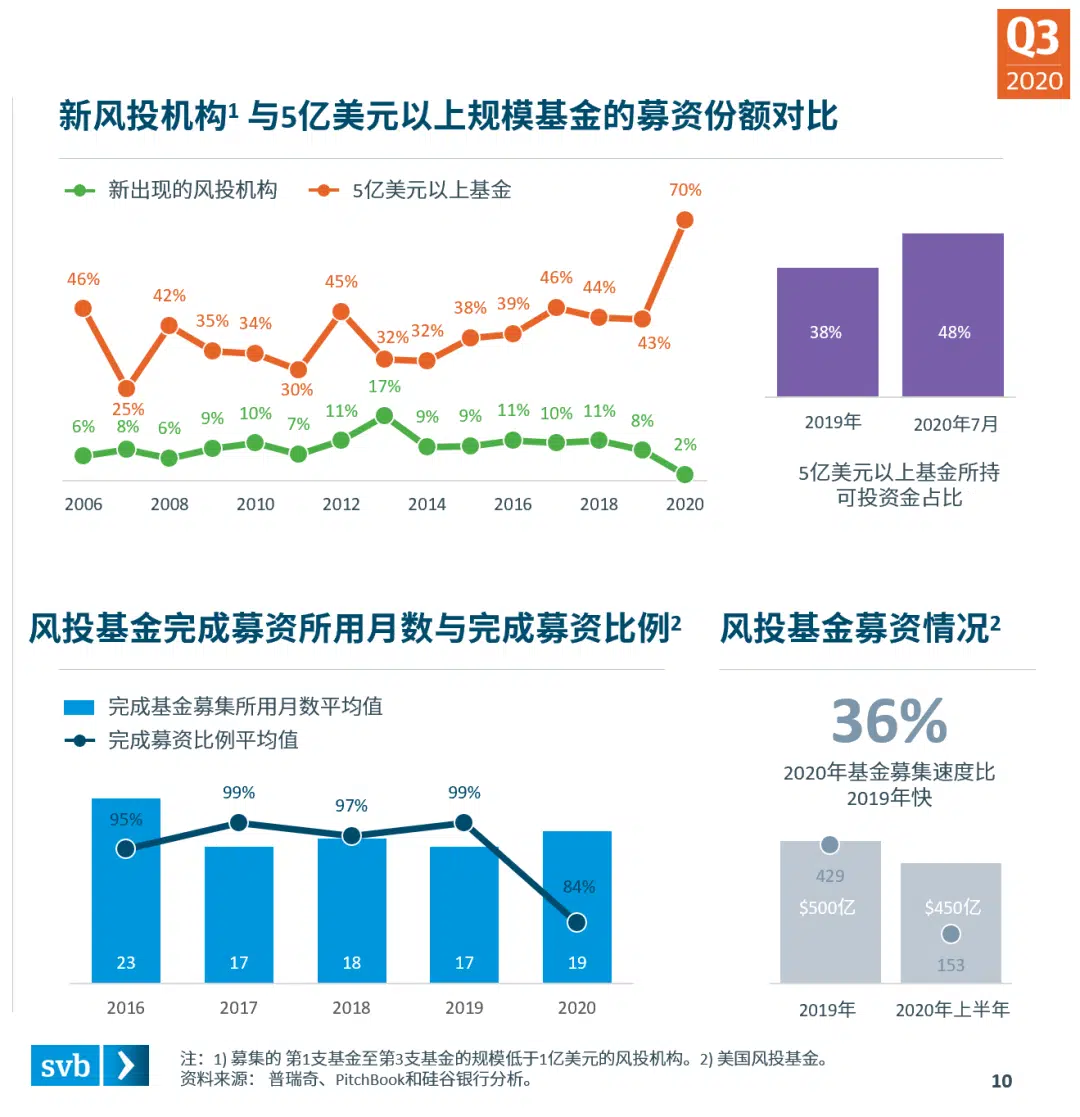 Q3
2020
新风投机构¹ 与5亿美元以上规模基金的募资份额对比
新出现的风投机构
5亿美元以上基金
70%
46%
42%
35%
34%
45%
32%
32%
38%
39%
46%
44%
43%
25%
30%
17%
6%
8%
6%
9%
10%
7%
11%
9%
9%
11%
10%
11%
8%
2%
2006
2008
2010
2012
2014
2016
2018
2020
38%
48%
2019年
2020年7月
5亿美元以上基金所持
可投资金占比
风投基金完成募资所用月数与完成募资比例²
完成基金募集所用月数平均值
完成募资比例平均值
95%
99%
97%
99%
84%
23
17
18
17
19
2016
2017
2018
2019
2020
风投基金募资情况²
36%
2020年基金募集速度比
2019年快
429
$500亿
$450亿
153
2019年
2020年上半年
svb
注：1) 募集的 第1支基金至第3支基金的规模低于1亿美元的风投机构。2) 美国风投基金。
资料来源： 普瑞奇、PitchBook和硅谷银行分析。
10